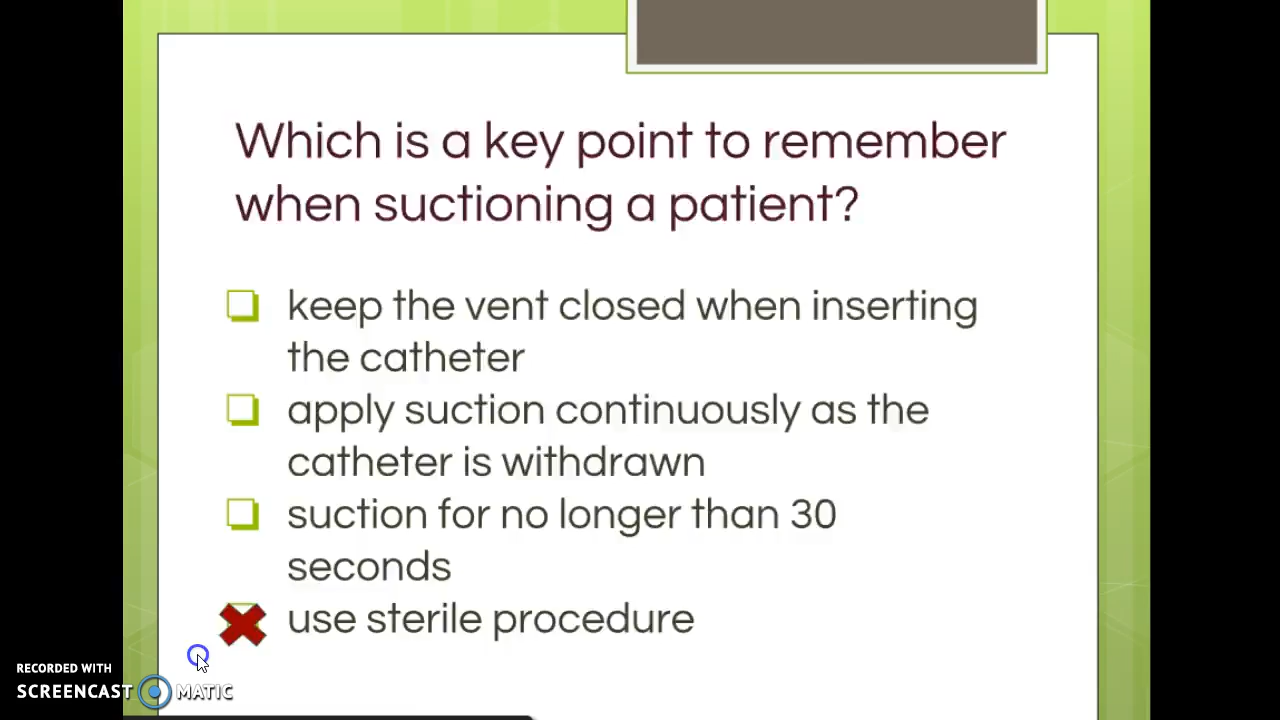 Which is a key point to remember
when suctioning a patient?
keep the vent closed when inserting
the catheter
apply suction continuously as the
catheter is withdrawn
suction for no longer than 30
seconds
use sterile procedure
RECORDED WITH
SCREENCAST MATIC